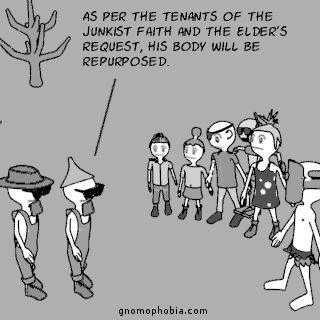 AS PER THE TENANTS OF THE
JUNKIST FAITH AND THE ELDER'S
REQUEST, HIS BODY WILL BE
REPURPOSED.
gnomophobia.com